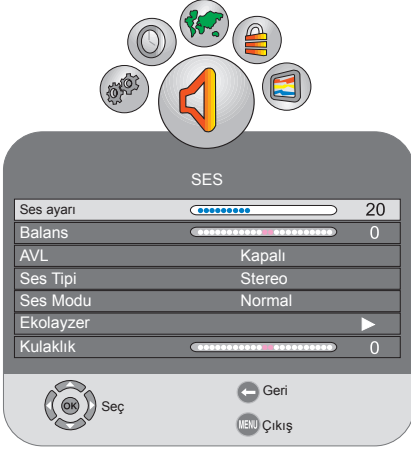 SES
Ses ayarı 20
Balans 0
AVL Kapalı
Ses Tipi Stereo
Ses Modu Normal
Ekolayzer
Kulaklık 0
OK Seç
Geri
MENU Çıkış